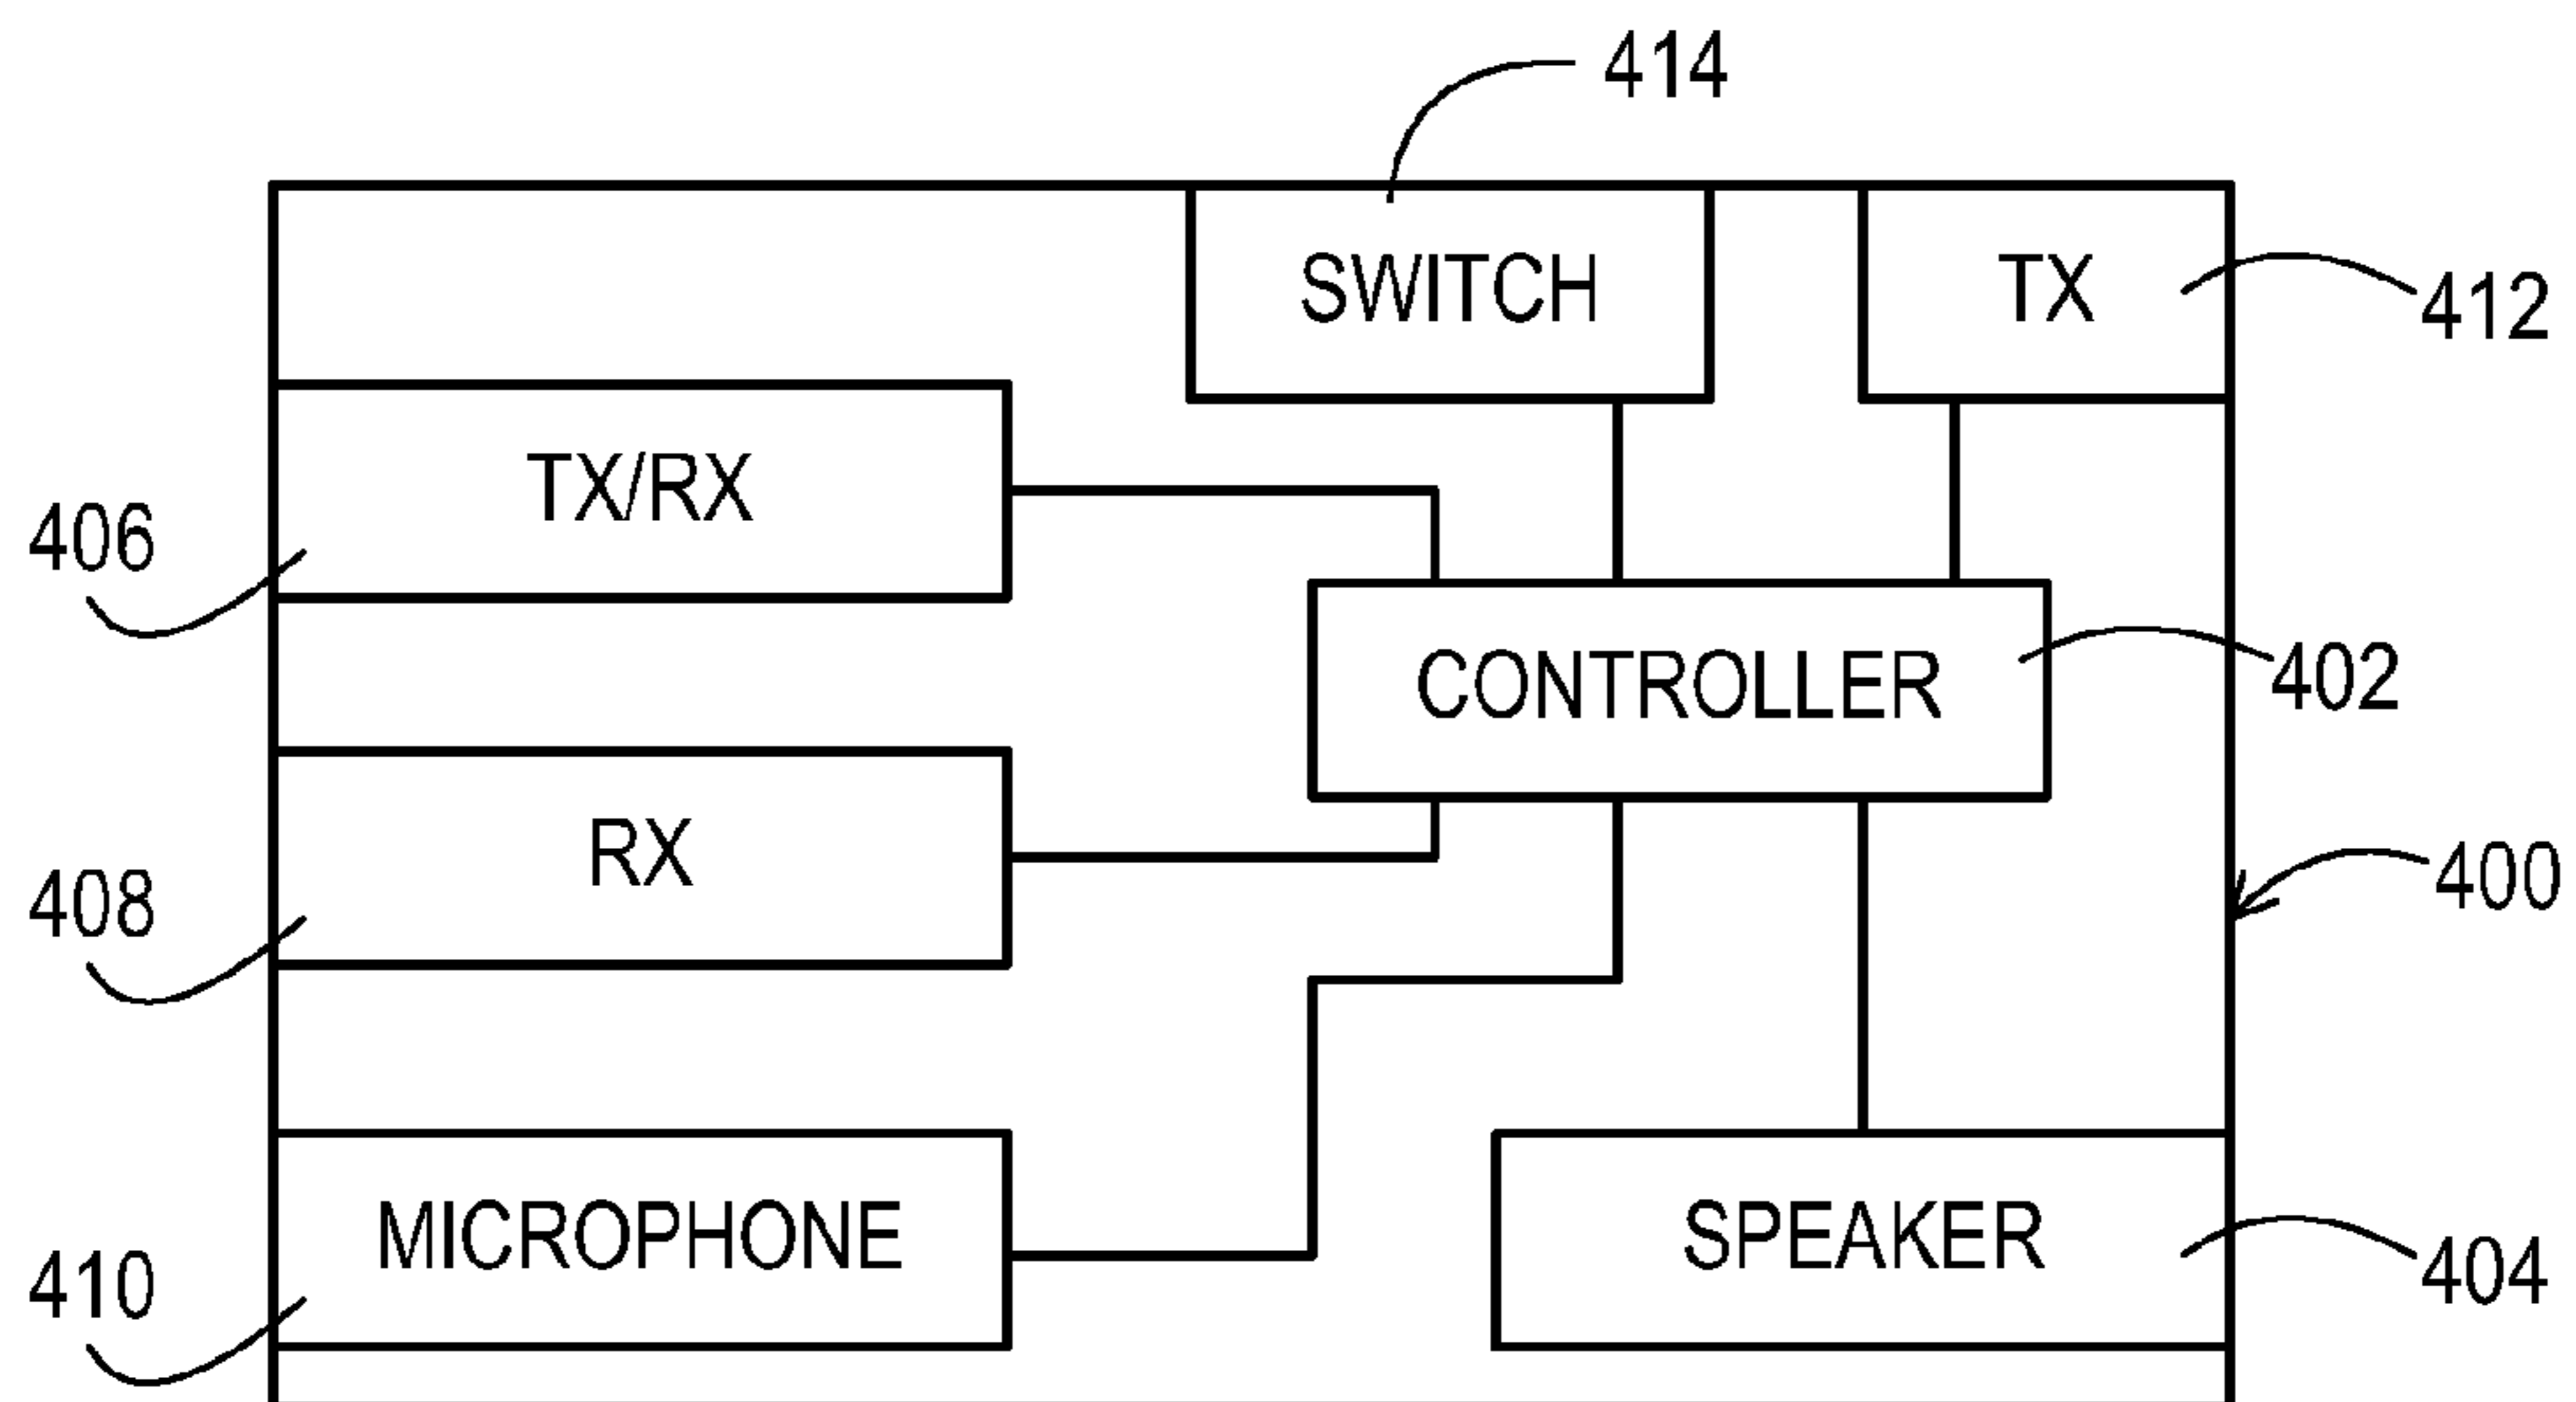 414
SWITCH
TX
412
TX/RX
406
CONTROLLER
402
RX
408
400
MICROPHONE
410
SPEAKER
404